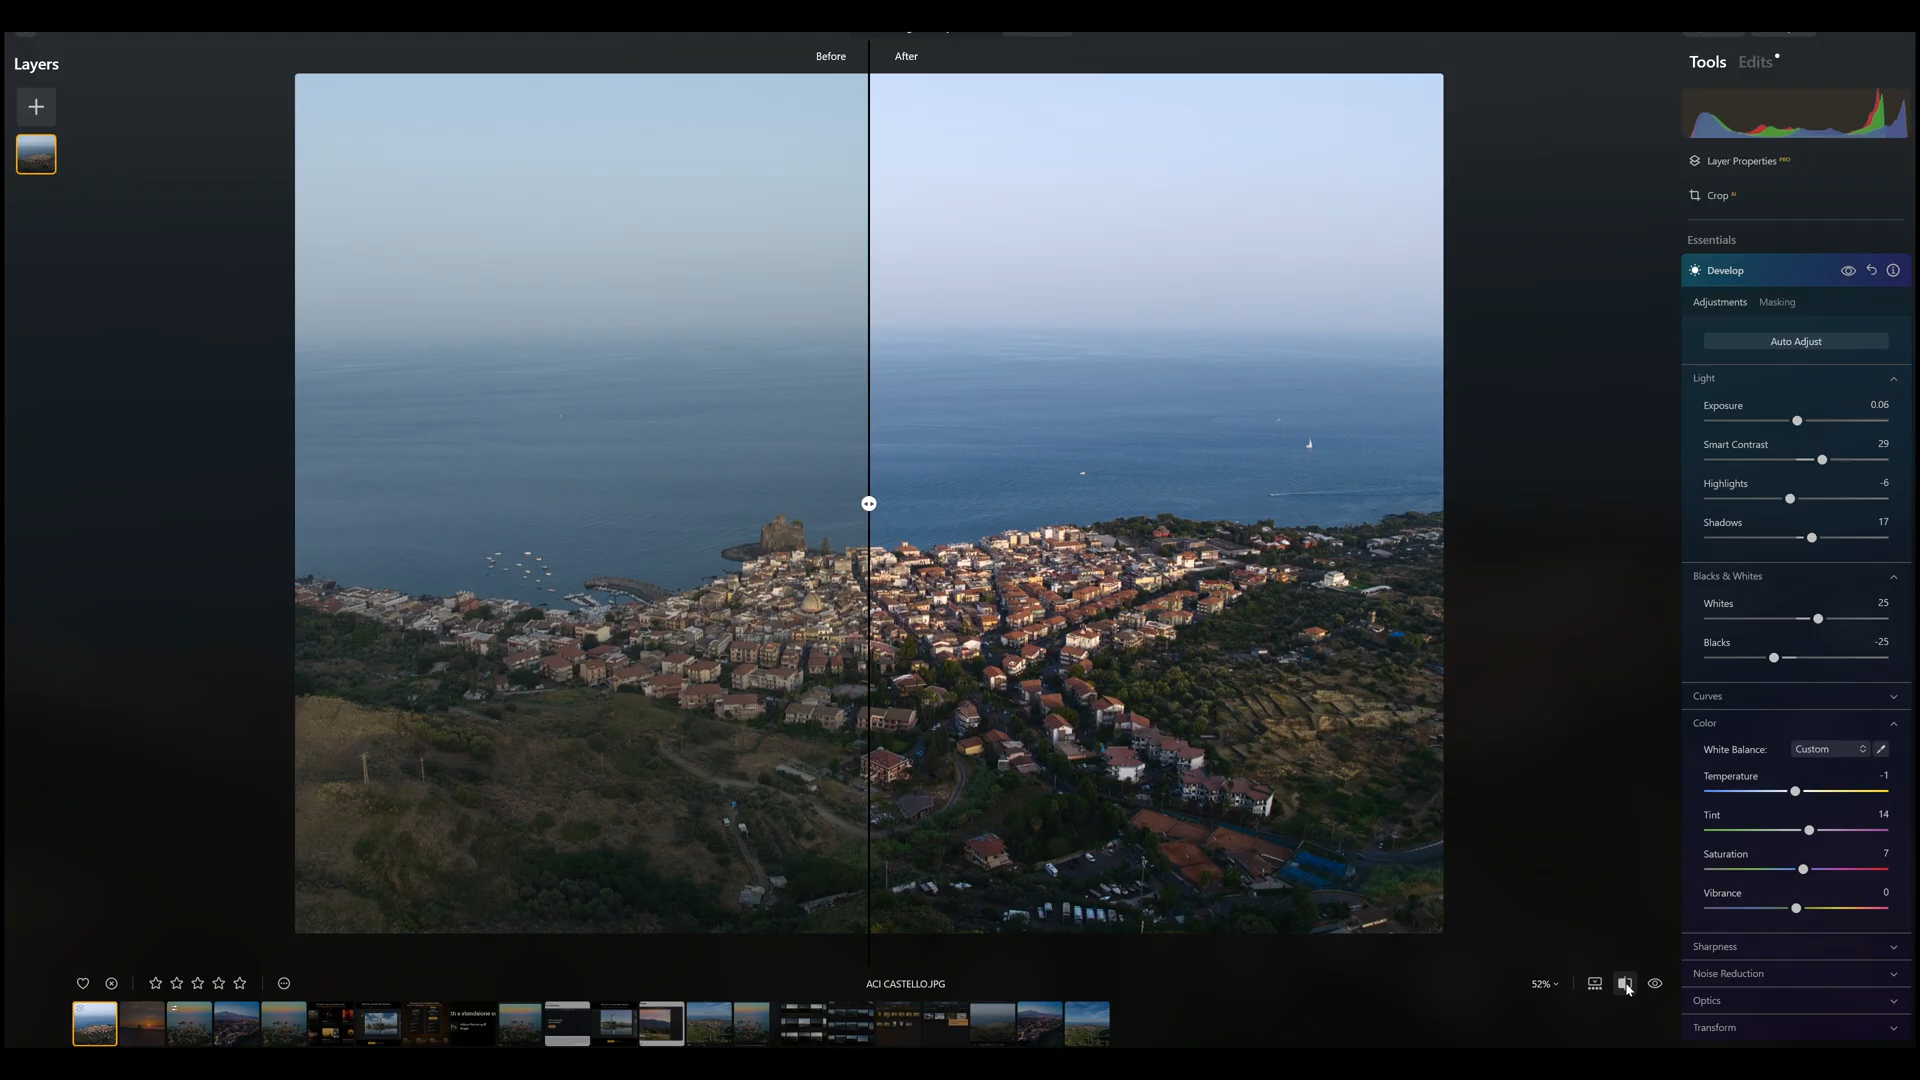 Layers
Before
After
Tools Edits
Layer Properties PRO
Crop AI
Essentials
Develop
Adjustments Masking
Auto Adjust
Light
Exposure 0.06
Smart Contrast 29
Highlights -6
Shadows 17
Blacks & Whites
Whites 25
Blacks -25
Curves
Color
White Balance: Custom
Temperature -1
Tint 14
Saturation 7
Vibrance 0
Sharpness
Noise Reduction
Optics
Transform
ACI CASTELLO.JPG
52%